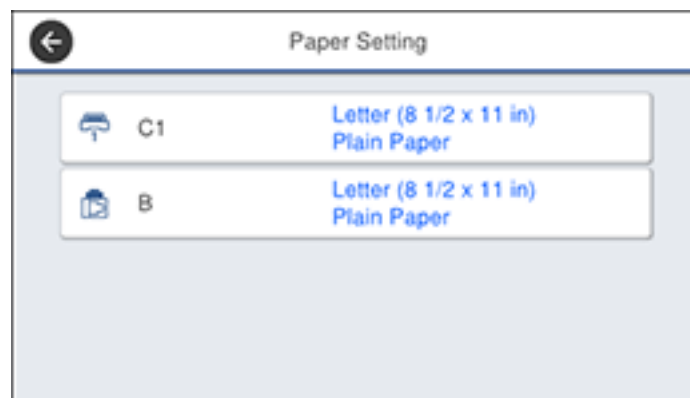 Paper Setting
C1
Letter (8 1/2 x 11 in)
Plain Paper
B
Letter (8 1/2 x 11 in)
Plain Paper